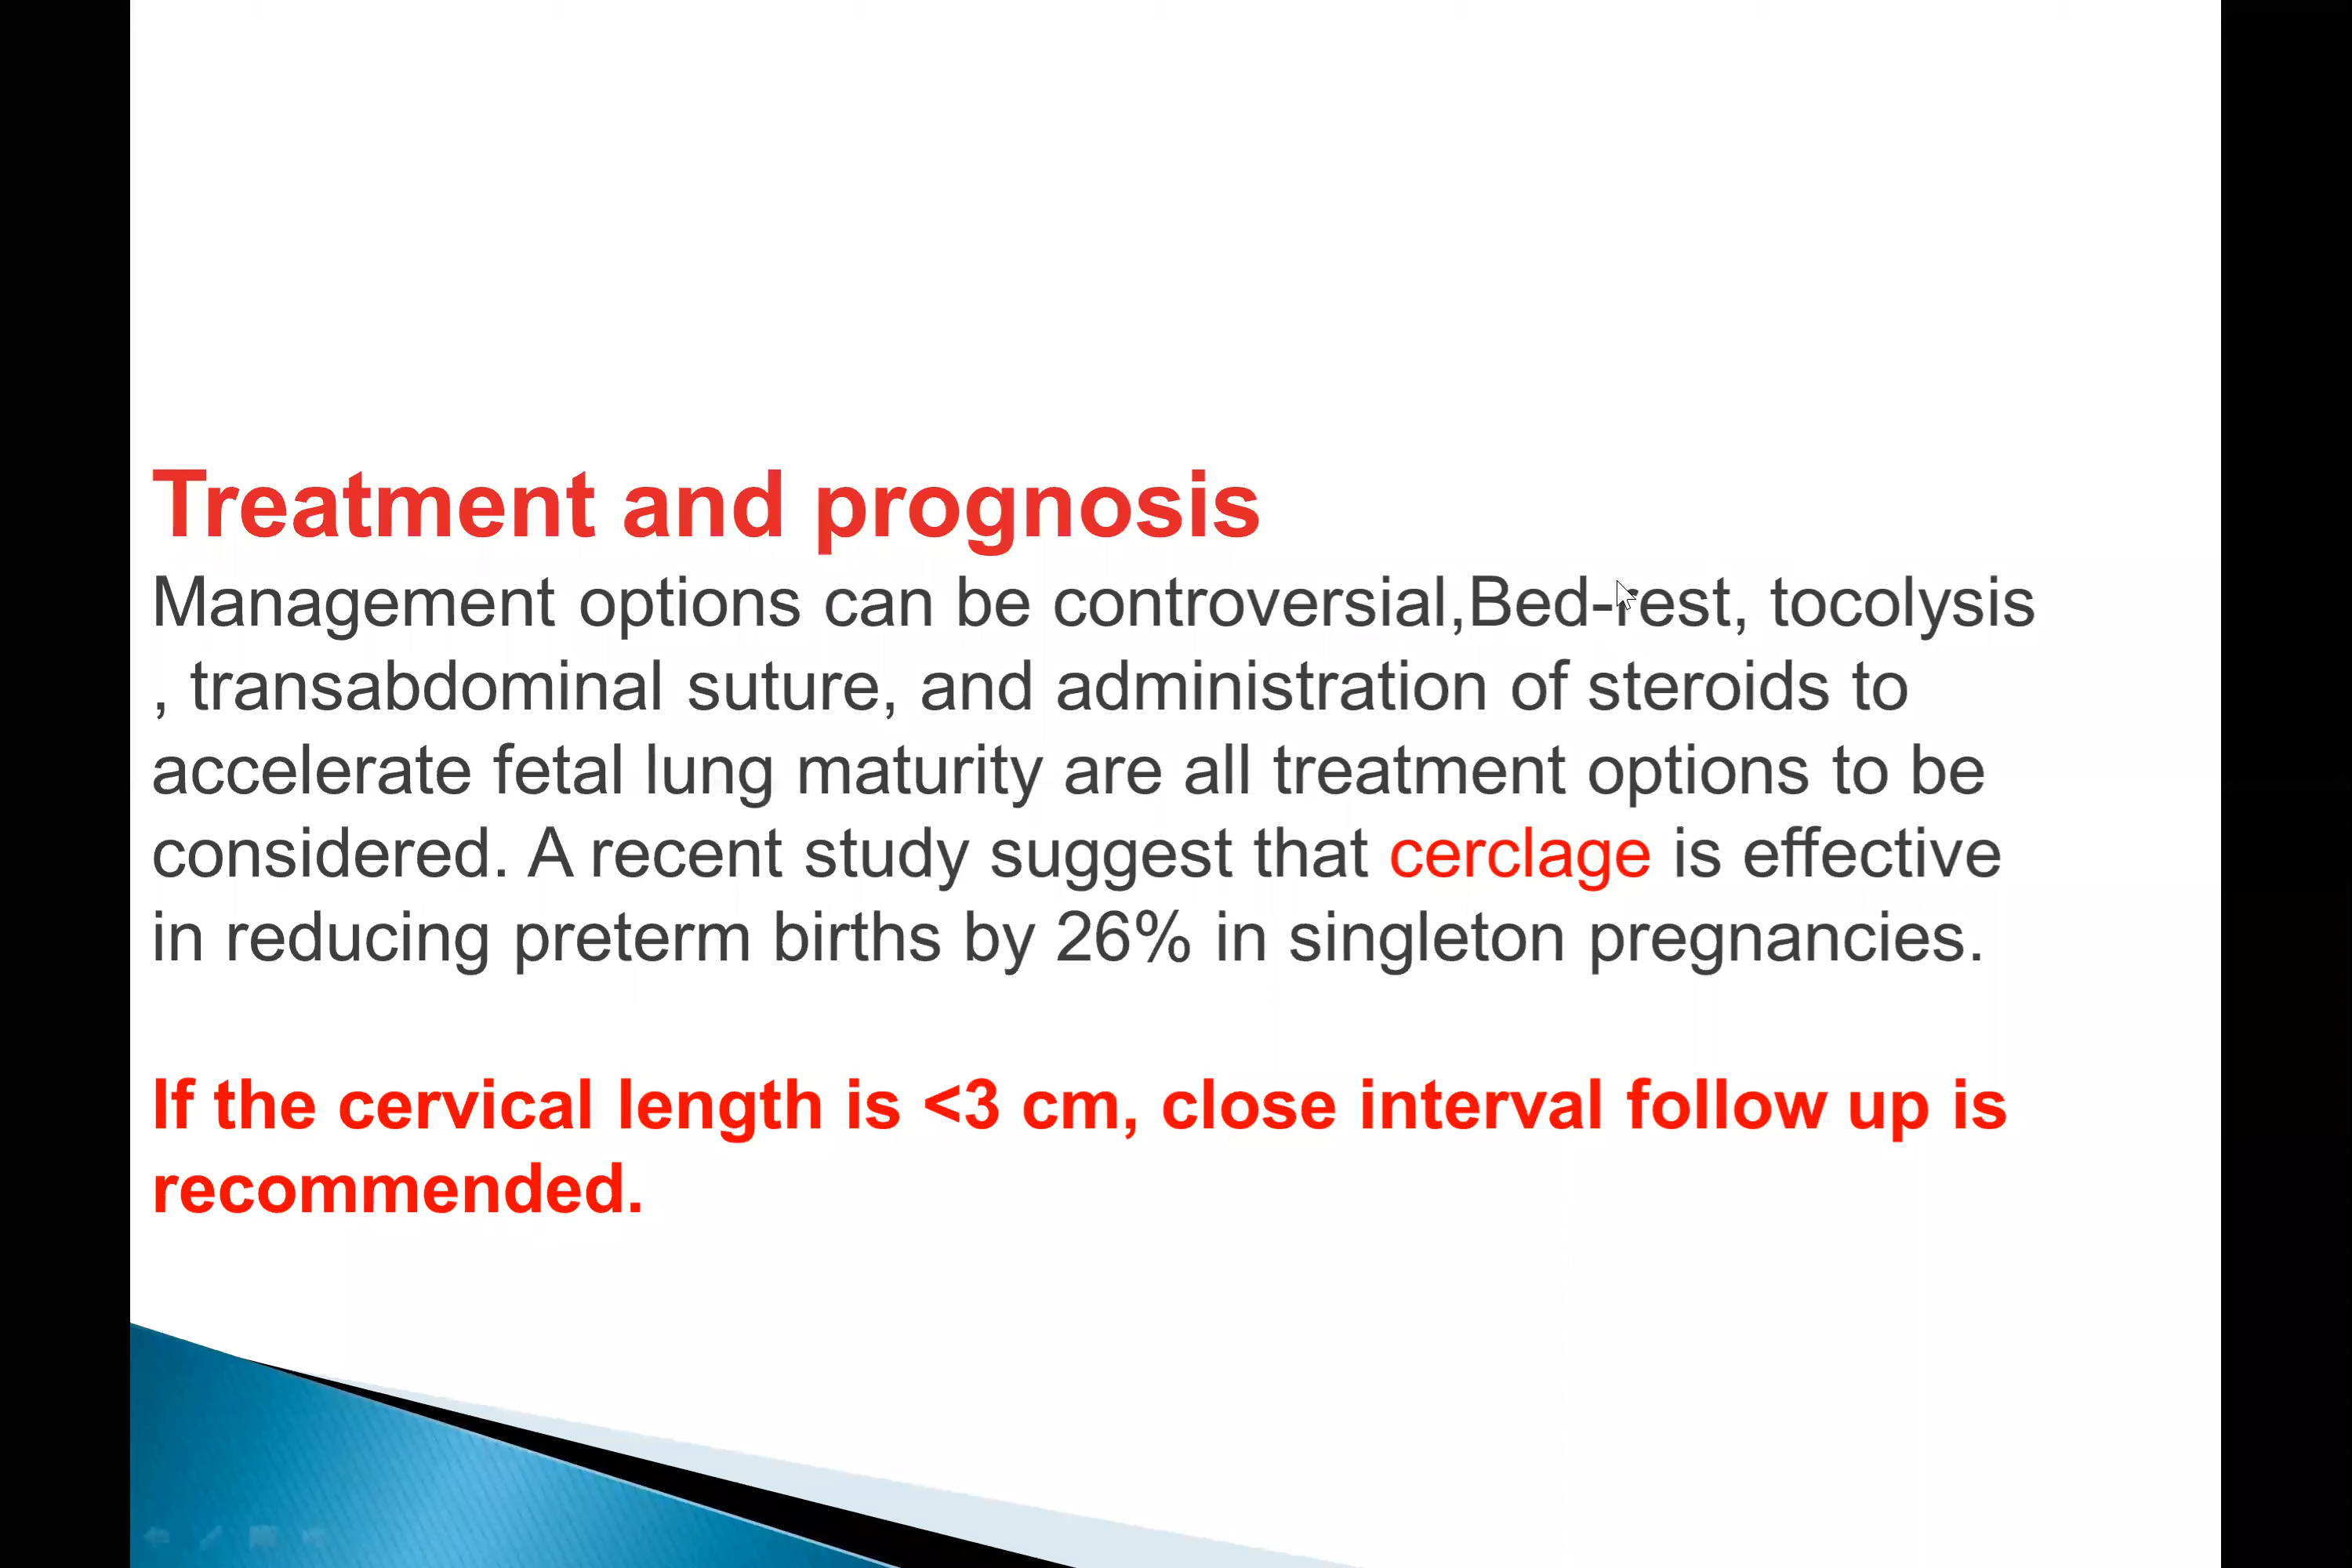 Treatment and prognosis
Management options can be controversial,Bed-rest, tocolysis
, transabdominal suture, and administration of steroids to
accelerate fetal lung maturity are all treatment options to be
considered. A recent study suggest that cerclage is effective
in reducing preterm births by 26% in singleton pregnancies.
If the cervical length is <3 cm, close interval follow up is
recommended.